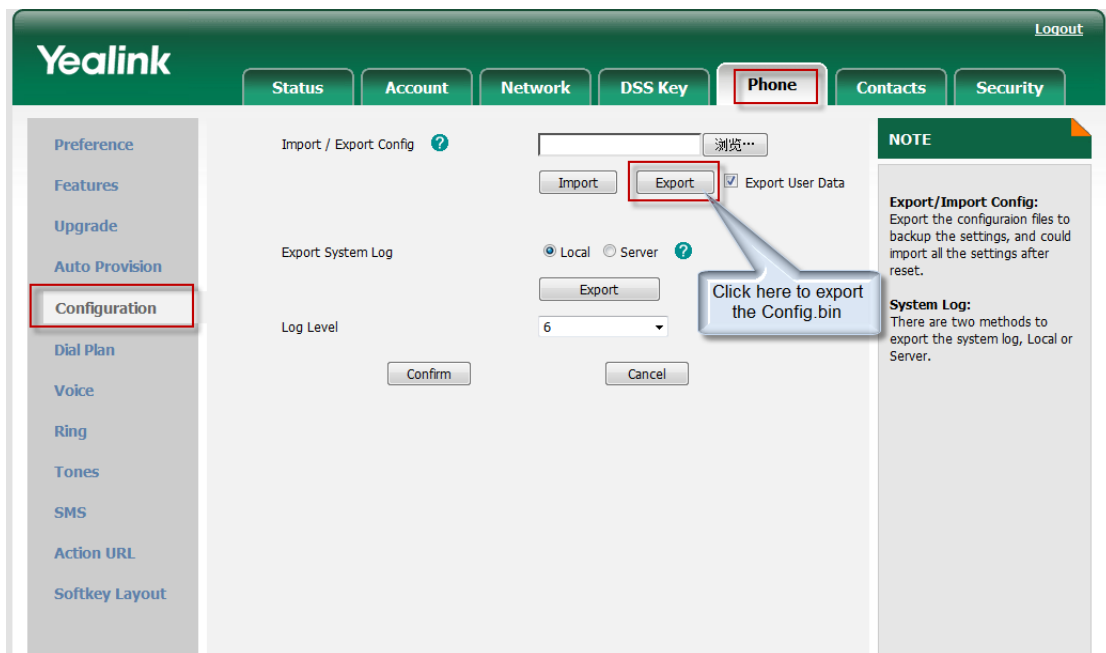 Logout
Yealink
Status Account Network DSS Key Phone Contacts Security
Preference
Features
Upgrade
Auto Provision
Configuration
Dial Plan
Voice
Ring
Tones
SMS
Action URL
Softkey Layout
Import / Export Config ? 浏览…
Import Export Export User Data
Export System Log Local Server ?
Export
Click here to export
the Config.bin
Log Level 6
Confirm Cancel
NOTE
Export/Import Config:
Export the configuraion files to
backup the settings, and could
import all the settings after
reset.
System Log:
There are two methods to
export the system log, Local or
Server.